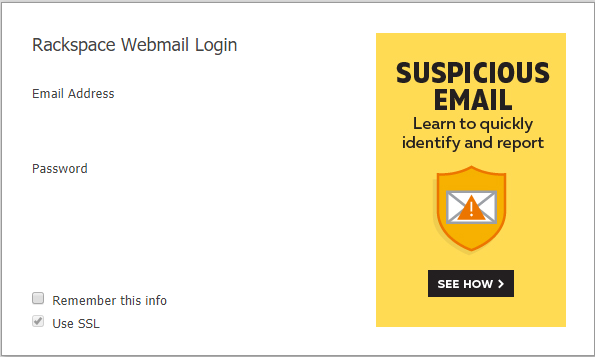 Rackspace Webmail Login
Email Address
Password
Remember this info
Use SSL
SUSPICIOUS
EMAIL
Learn to quickly
identify and report
!
SEE HOW >